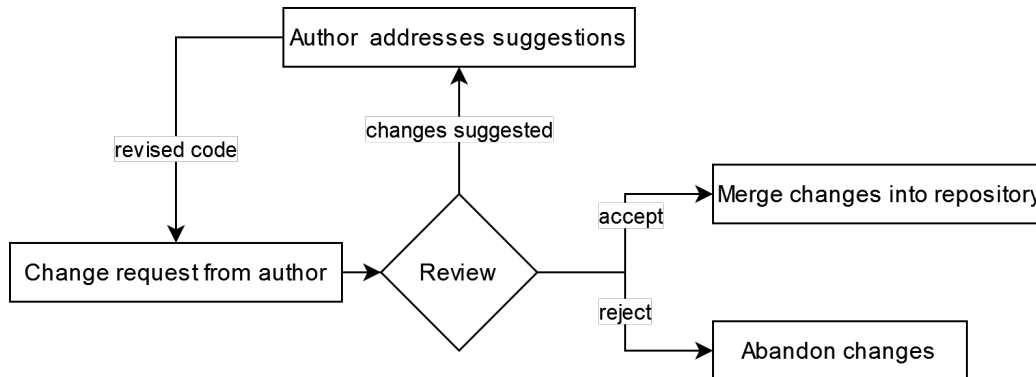 Author addresses suggestions
changes suggested
revised code
Merge changes into repository
accept
Change request from author
Review
reject
Abandon changes